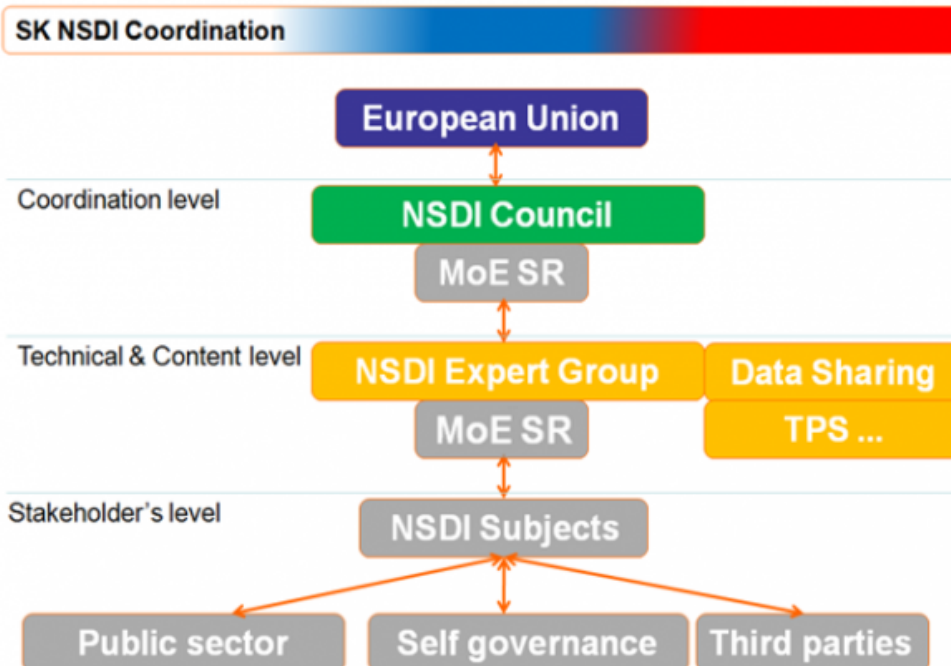 SK NSDI Coordination
European Union
Coordination level
NSDI Council
MoE SR
Technical & Content level
NSDI Expert Group
Data Sharing
MoE SR
TPS ...
Stakeholder's level
NSDI Subjects
Public sector
Self governance
Third parties